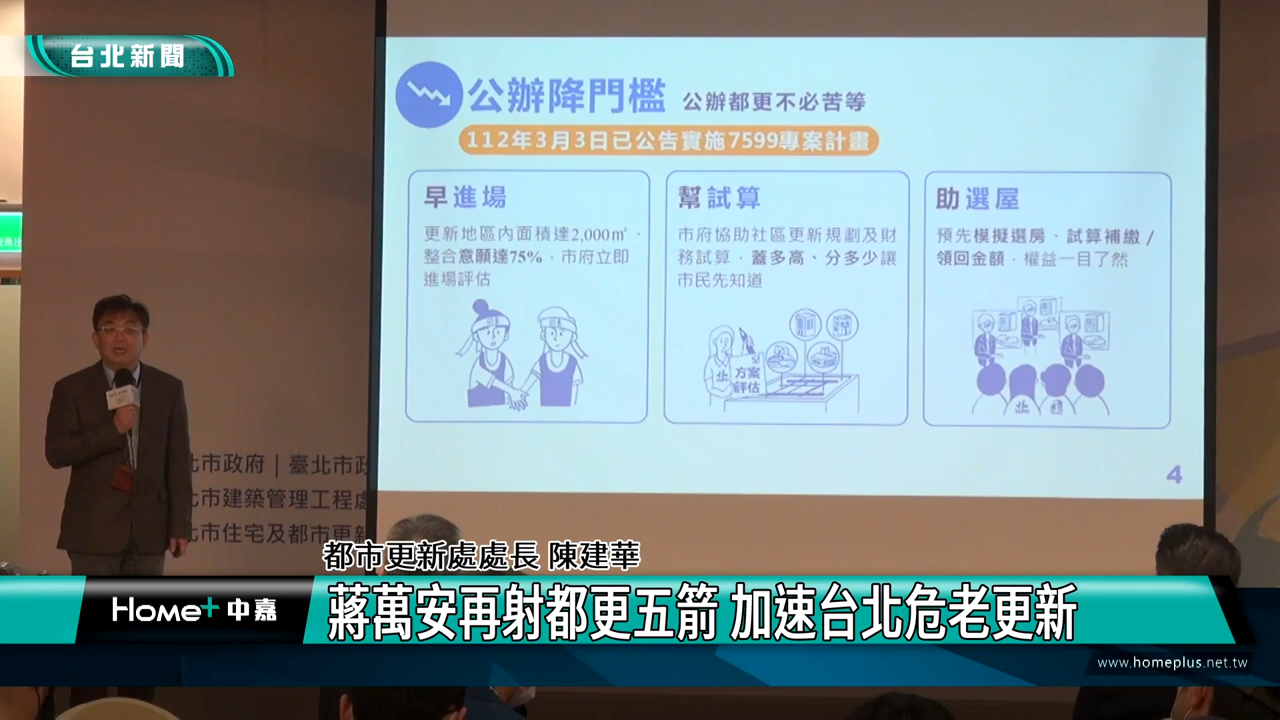 台北新聞
公辦降門檻 公辦都更不必苦等
112年3月3日已公告實施7599專案計畫
早進場
更新地區內面積達2,000㎡、
整合意願達75%，市府立即
進場評估
幫試算
市府協助社區更新規劃及財
務試算，蓋多高、分多少讓
市民先知道
方案
評估
北
助選屋
預先模擬選房、試算補繳/
領回金額，權益一目了然
4
北市政府｜臺北市政
北市建築管理工程處
北市住宅及都市更新
都市更新處處長 陳建華
Home+中嘉
蔣萬安再射都更五箭 加速台北危老更新
www.homeplus.net.tw